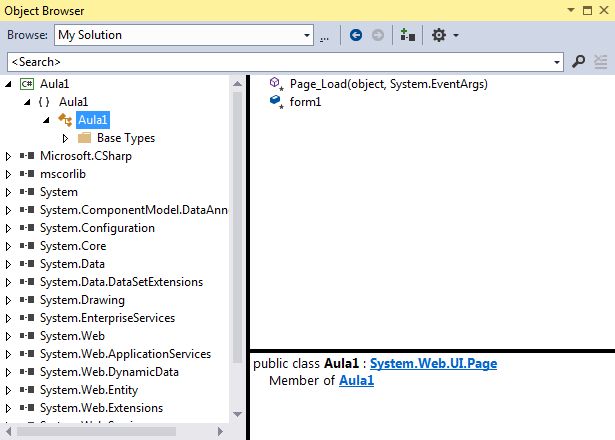 Object Browser
Browse: My Solution ...
<Search>
C# Aula1
{ } Aula1
Aula1
Base Types
Microsoft.CSharp
mscorlib
System
System.ComponentModel.DataAnn
System.Configuration
System.Core
System.Data
System.Data.DataSetExtensions
System.Drawing
System.EnterpriseServices
System.Web
System.Web.ApplicationServices
System.Web.DynamicData
System.Web.Entity
System.Web.Extensions
Page_Load(object, System.EventArgs)
form1
public class Aula1 : System.Web.UI.Page
Member of Aula1